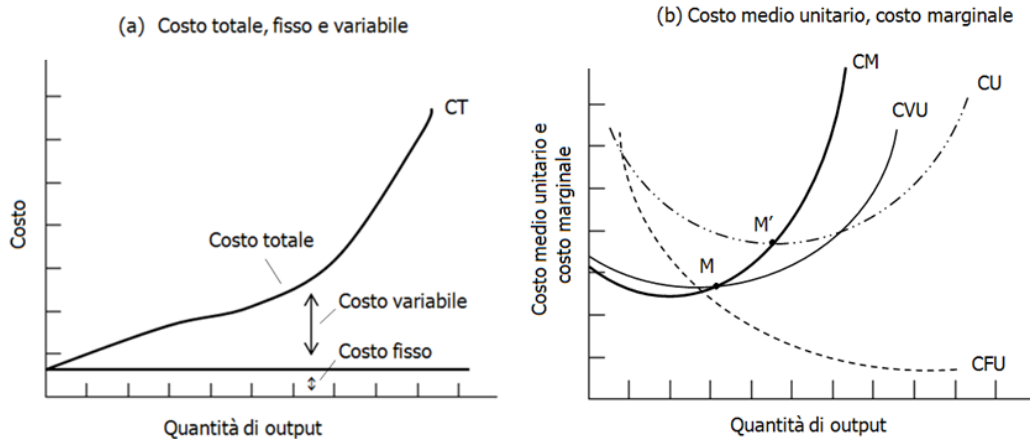 (a) Costo totale, fisso e variabile
CT
Costo totale
Costo variabile
Costo fisso
Costo
Quantità di output
(b) Costo medio unitario, costo marginale
CM
CU
CVU
M′
M
CFU
Costo medio unitario e
costo marginale
Quantità di output